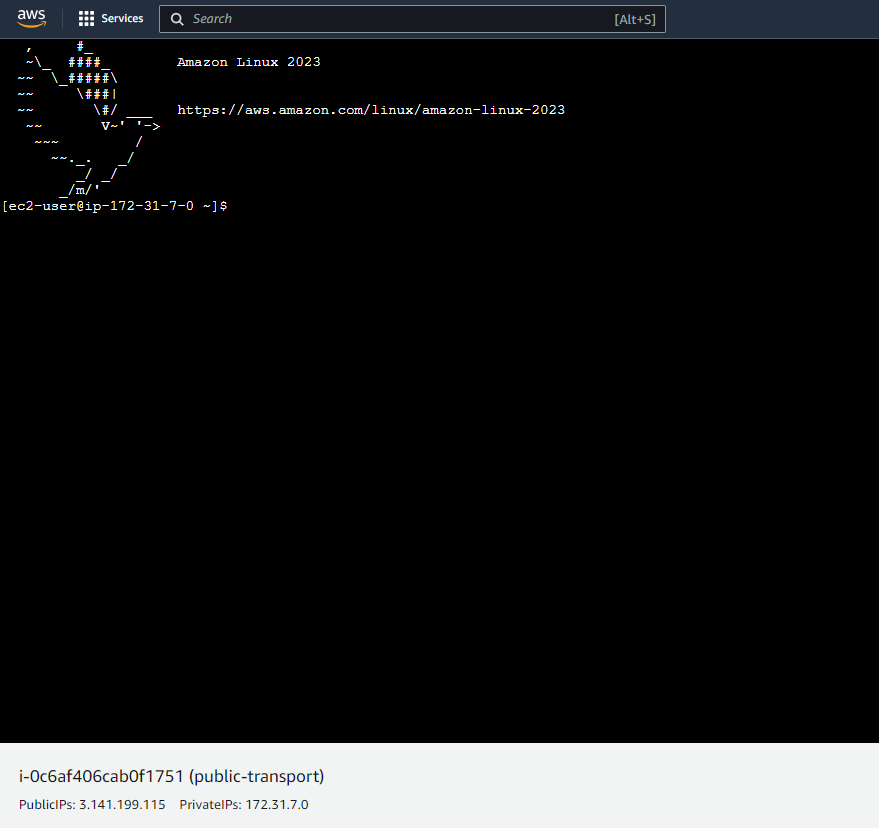 aws Services Search [Alt+S]
   ,     #_
   ~\_  ####_        Amazon Linux 2023
  ~~  \_#####\
  ~~     \###|
  ~~       \#/ ___   https://aws.amazon.com/linux/amazon-linux-2023
   ~~       V~' '->
    ~~~         /
      ~~._.   _/
         _/ _/
       _/m/'
[ec2-user@ip-172-31-7-0 ~]$
i-0c6af406cab0f1751 (public-transport)
PublicIPs: 3.141.199.115 PrivateIPs: 172.31.7.0